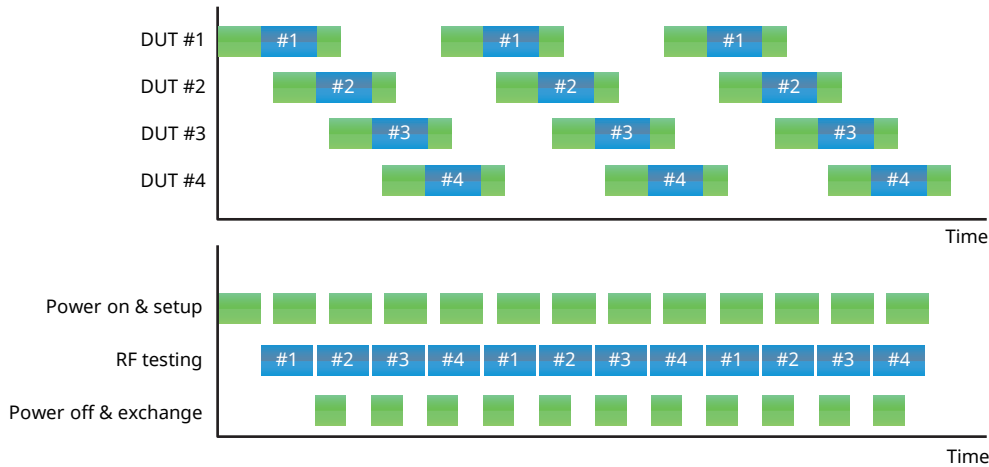 DUT #1 #1 #1 #1
DUT #2 #2 #2 #2
DUT #3 #3 #3 #3
DUT #4 #4 #4 #4
Time
Power on & setup
RF testing #1 #2 #3 #4 #1 #2 #3 #4 #1 #2 #3 #4
Power off & exchange
Time